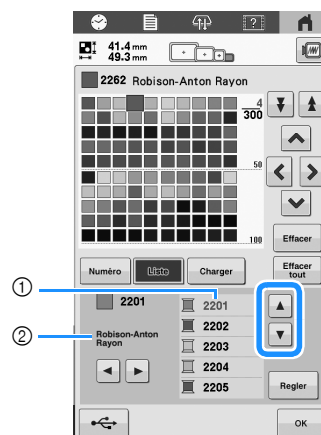 41.4 mm
49.3 mm
2262 Robison-Anton Rayon
4
300
50
100
Effacer
Numéro
Liste
Charger
Effacer tout
①
2201
2201
②
Robison-Anton
Rayon
2202
2203
2204
2205
Regler
OK